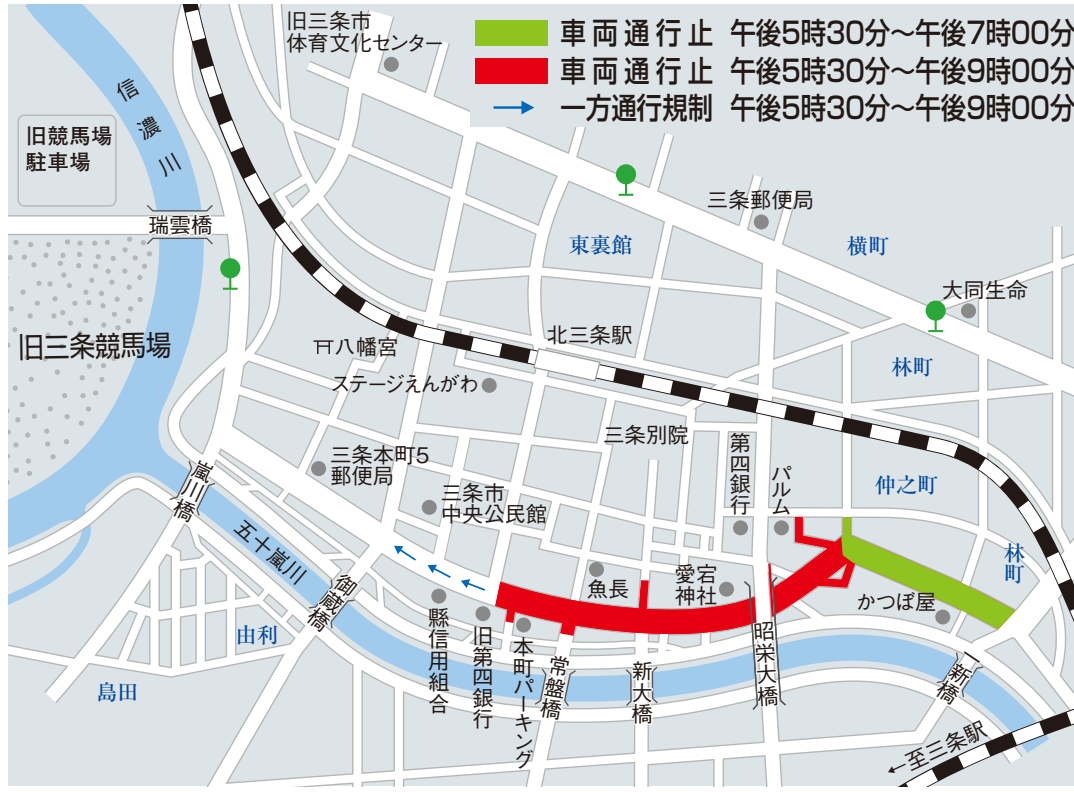 旧三条市
体育文化センター
車両通行止 午後5時30分～午後7時00分
車両通行止 午後5時30分～午後9時00分
一方通行規制 午後5時30分～午後9時00分
信濃川
旧競馬場
駐車場
瑞雲橋
三条郵便局
東裏館
横町
大同生命
旧三条競馬場
八幡宮
北三条駅
林町
ステージえんがわ
三条別院
第四銀行
パルム
三条本町5
郵便局
仲之町
嵐川橋
三条市
中央公民館
五十嵐川
林町
御蔵橋
魚長
愛宕
神社
かつぼ屋
由利
島田
縣信用組合
旧第四銀行
本町パーキング
常盤橋
新大橋
昭栄大橋
一新橋
←至三条駅